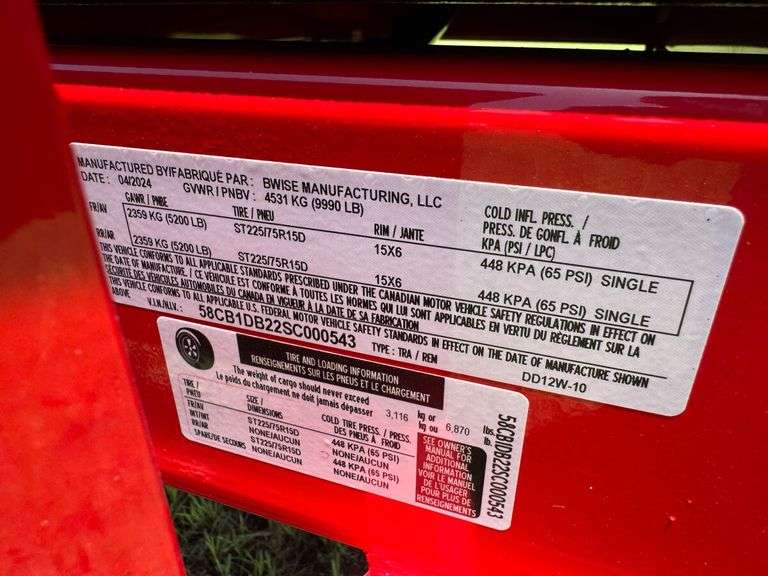 MANUFACTURED BY/FABRIQUÉ PAR : BWISE MANUFACTURING, LLC
DATE : 04/2024 GVWR / PNBV : 4531 KG (9990 LB)
GAWR / PNBE TIRE / PNEU RIM / JANTE COLD INFL. PRESS. / PRESS. DE GONFL. À FROID KPA (PSI / LPC)
FR/AV 2359 KG (5200 LB) ST225/75R15D 15X6 448 KPA (65 PSI) SINGLE
RR/AR 2359 KG (5200 LB) ST225/75R15D 15X6 448 KPA (65 PSI) SINGLE
THIS VEHICLE CONFORMS TO ALL APPLICABLE STANDARDS PRESCRIBED UNDER THE CANADIAN MOTOR VEHICLE SAFETY REGULATIONS IN EFFECT ON
THE DATE OF MANUFACTURE / CE VÉHICULE EST CONFORME À TOUTES LES NORMES QUI LUI SONT APPLICABLES EN VERTU DU RÈGLEMENT SUR LA
SÉCURITÉ DES VÉHICULES AUTOMOBILES DU CANADA EN VIGUEUR À LA DATE DE SA FABRICATION
THIS VEHICLE CONFORMS TO ALL APPLICABLE U.S. FEDERAL MOTOR VEHICLE SAFETY STANDARDS IN EFFECT ON THE DATE OF MANUFACTURE SHOWN
ABOVE V.I.N./N.I.V.: 58CB1DB22SC000543 TYPE : TRA / REM DD12W-10
TIRE AND LOADING INFORMATION
RENSEIGNEMENTS SUR LES PNEUS ET LE CHARGEMENT
The weight of cargo should never exceed
Le poids du chargement ne doit jamais dépasser 3,116 kg or kg ou 6,870 lbs. lb.
TIRE / PNEU SIZE / DIMENSIONS COLD TIRE PRESS. / PRESS. DES PNEUS À FROID
FR/AV ST225/75R15D 448 KPA (65 PSI)
INT/INT NONE/AUCUN NONE/AUCUN
RR/AR ST225/75R15D 448 KPA (65 PSI)
SPARE/DE SECOURS NONE/AUCUN NONE/AUCUN
SEE OWNER'S
MANUAL FOR
ADDITIONAL
INFORMATION
VOIR LE MANUEL
DE L'USAGER
POUR PLUS DE
RENSEIGNEMENTS
58CB1DB22SC000543